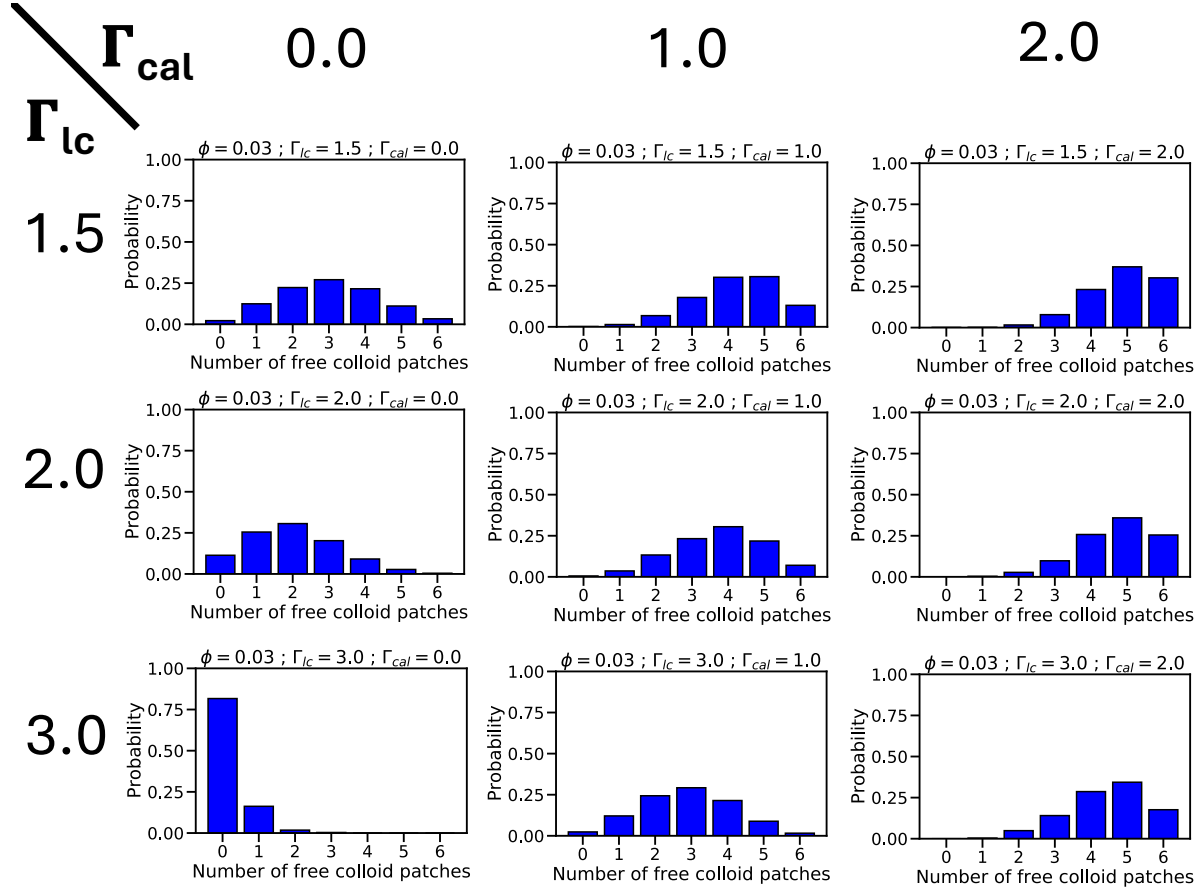 Γcal 0.0 1.0 2.0
Γlc
1.5
ϕ = 0.03 ; Γlc = 1.5 ; Γcal = 0.0
Probability
1.00
0.75
0.50
0.25
0.00
0 1 2 3 4 5 6
Number of free colloid patches
ϕ = 0.03 ; Γlc = 1.5 ; Γcal = 1.0
Probability
1.00
0.75
0.50
0.25
0.00
0 1 2 3 4 5 6
Number of free colloid patches
ϕ = 0.03 ; Γlc = 1.5 ; Γcal = 2.0
Probability
1.00
0.75
0.50
0.25
0.00
0 1 2 3 4 5 6
Number of free colloid patches
2.0
ϕ = 0.03 ; Γlc = 2.0 ; Γcal = 0.0
Probability
1.00
0.75
0.50
0.25
0.00
0 1 2 3 4 5 6
Number of free colloid patches
ϕ = 0.03 ; Γlc = 2.0 ; Γcal = 1.0
Probability
1.00
0.75
0.50
0.25
0.00
0 1 2 3 4 5 6
Number of free colloid patches
ϕ = 0.03 ; Γlc = 2.0 ; Γcal = 2.0
Probability
1.00
0.75
0.50
0.25
0.00
0 1 2 3 4 5 6
Number of free colloid patches
3.0
ϕ = 0.03 ; Γlc = 3.0 ; Γcal = 0.0
Probability
1.00
0.75
0.50
0.25
0.00
0 1 2 3 4 5 6
Number of free colloid patches
ϕ = 0.03 ; Γlc = 3.0 ; Γcal = 1.0
Probability
1.00
0.75
0.50
0.25
0.00
0 1 2 3 4 5 6
Number of free colloid patches
ϕ = 0.03 ; Γlc = 3.0 ; Γcal = 2.0
Probability
1.00
0.75
0.50
0.25
0.00
0 1 2 3 4 5 6
Number of free colloid patches